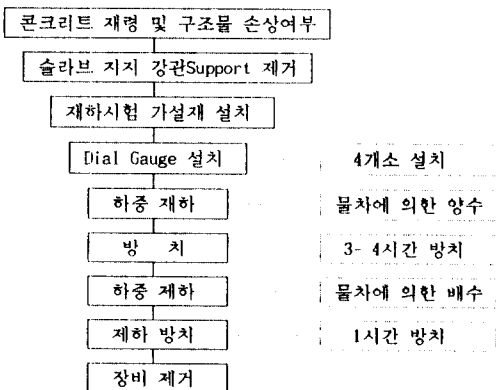 콘크리트 재령 및 구조물 손상여부
슬라브 지지 강관Support 제거
재하시험 가설재 설치
Dial Gauge 설치
4개소 설치
하중 재하
물차에 의한 양수
방 치
3- 4시간 방치
하중 제하
물차에 의한 배수
제하 방치
1시간 방치
장비 제거